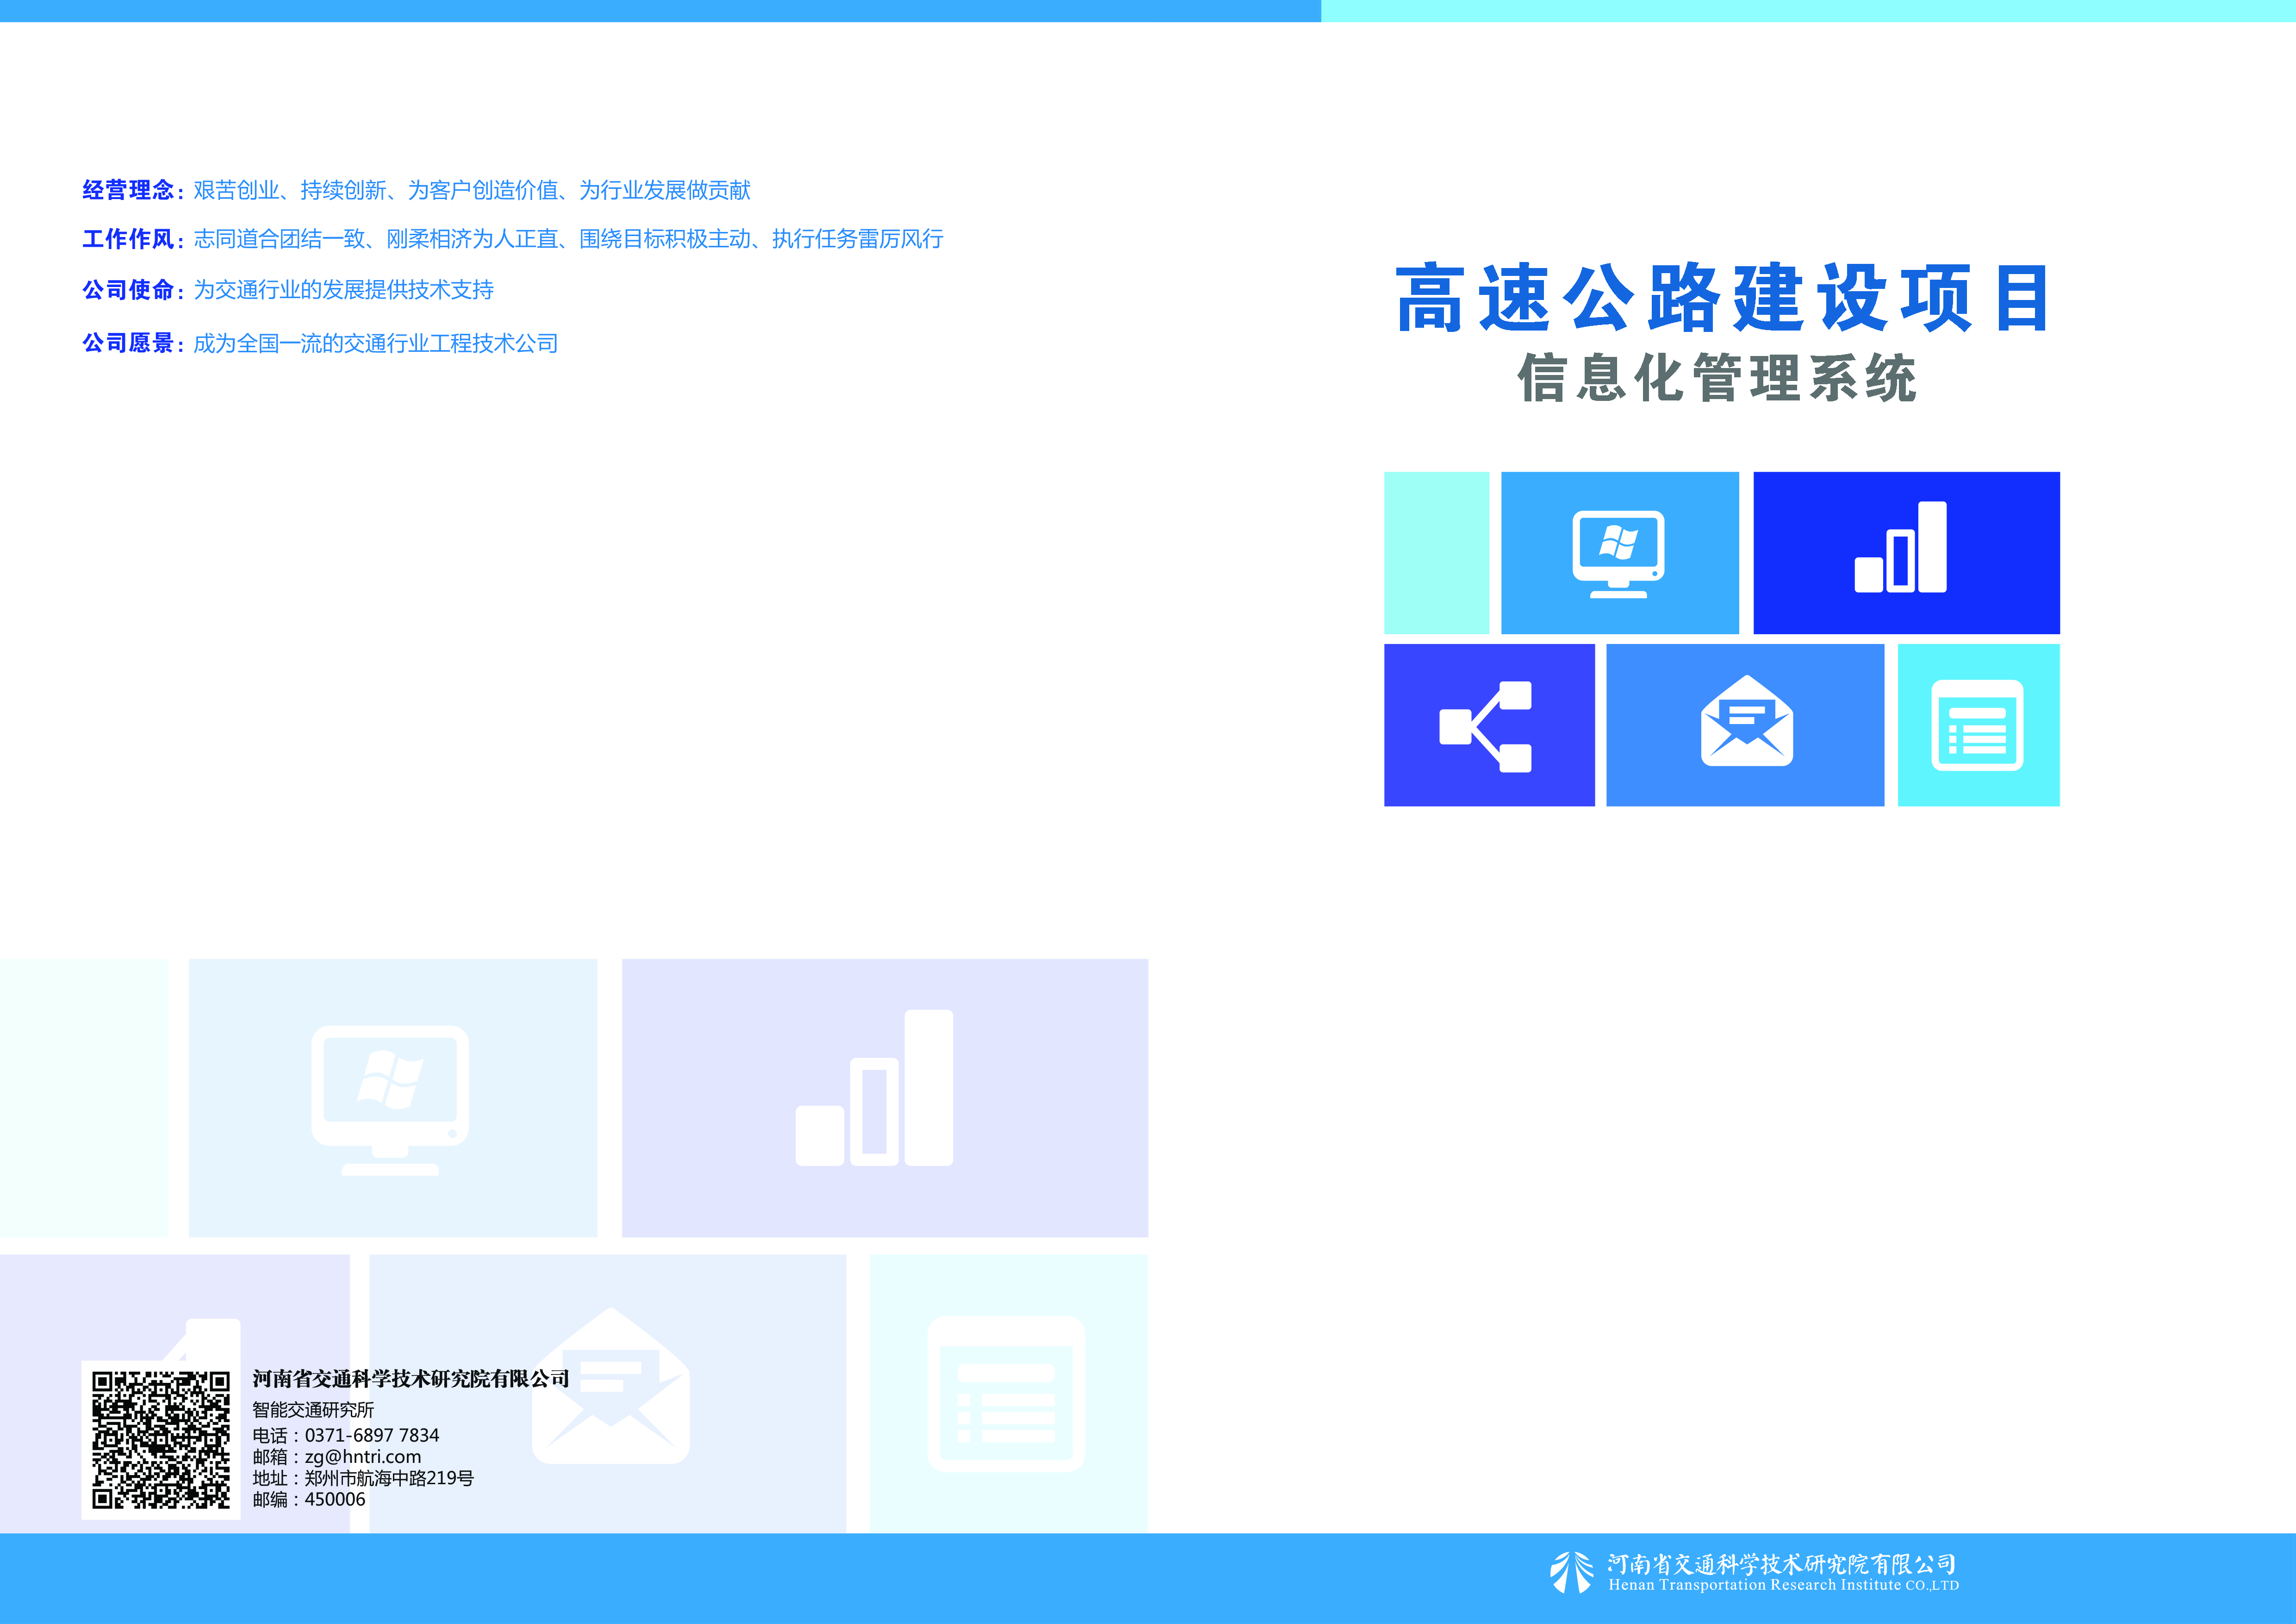 经营理念：艰苦创业、持续创新、为客户创造价值、为行业发展做贡献
工作作风：志同道合团结一致、刚柔相济为人正直、围绕目标积极主动、执行任务雷厉风行
公司使命：为交通行业的发展提供技术支持
公司愿景：成为全国一流的交通行业工程技术公司
河南省交通科学技术研究院有限公司
智能交通研究所
电话：0371-6897 7834
邮箱：zg@hntri.com
地址：郑州市航海中路219号
邮编：450006
高速公路建设项目
信息化管理系统
河南省交通科学技术研究院有限公司
Henan Transportation Research Institute CO.,LTD